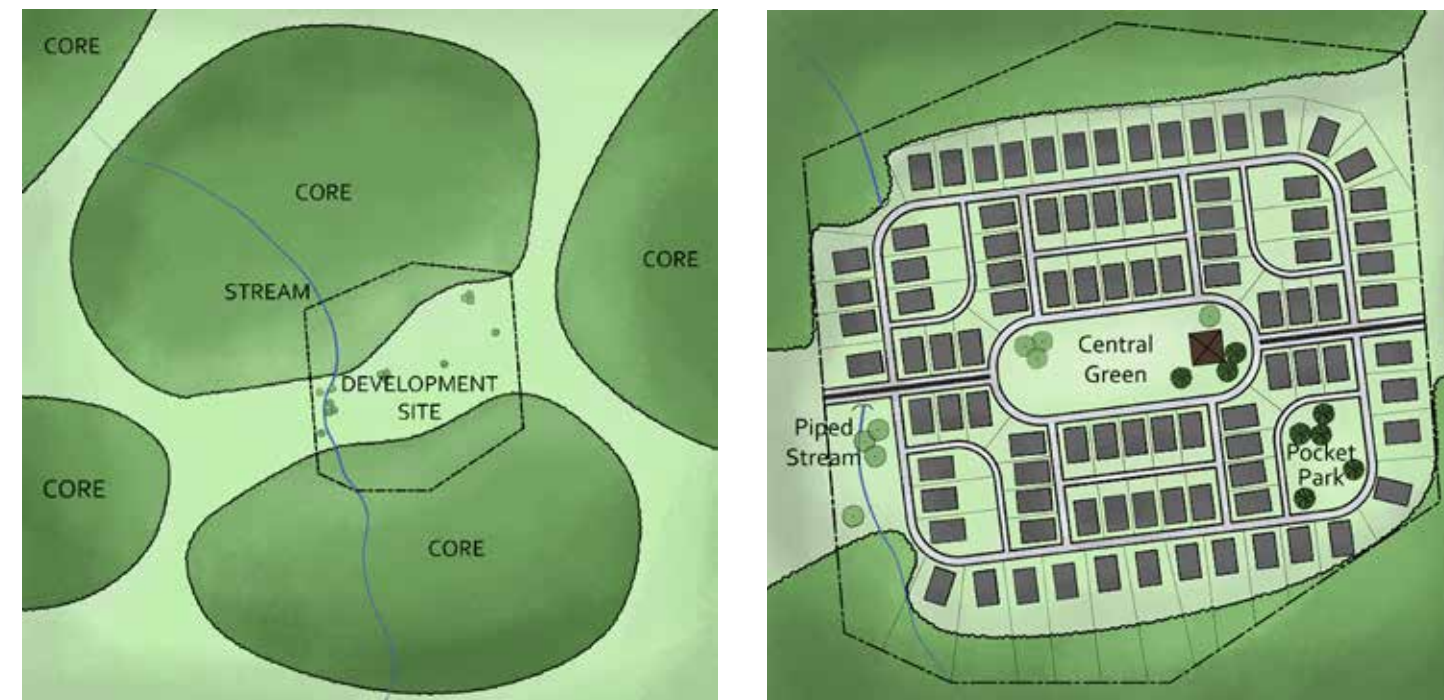 CORE
CORE
CORE
STREAM
DEVELOPMENT
SITE
CORE
CORE
Central
Green
Piped
Stream
Pocket
Park